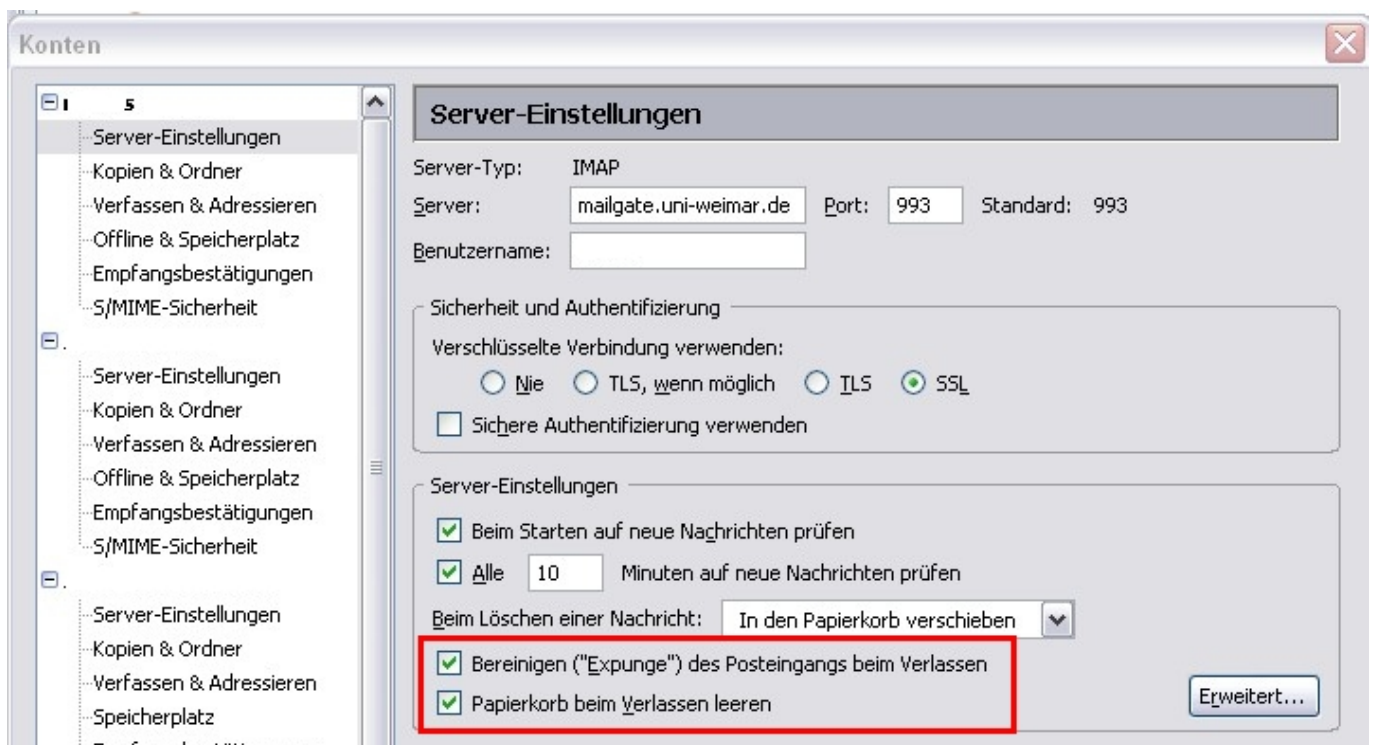 Konten
Server-Einstellungen
Kopien & Ordner
Verfassen & Adressieren
Offline & Speicherplatz
Empfangsbestätigungen
S/MIME-Sicherheit
Server-Einstellungen
Kopien & Ordner
Verfassen & Adressieren
Offline & Speicherplatz
Empfangsbestätigungen
S/MIME-Sicherheit
Server-Einstellungen
Kopien & Ordner
Verfassen & Adressieren
Speicherplatz
Server-Einstellungen
Server-Typ: IMAP
Server: mailgate.uni-weimar.de Port: 993 Standard: 993
Benutzername:
Sicherheit und Authentifizierung
Verschlüsselte Verbindung verwenden:
Nie TLS, wenn möglich TLS SSL
Sichere Authentifizierung verwenden
Server-Einstellungen
Beim Starten auf neue Nachrichten prüfen
Alle 10 Minuten auf neue Nachrichten prüfen
Beim Löschen einer Nachricht: In den Papierkorb verschieben
Bereinigen ("Expunge") des Posteingangs beim Verlassen
Papierkorb beim Verlassen leeren
Erweitert...